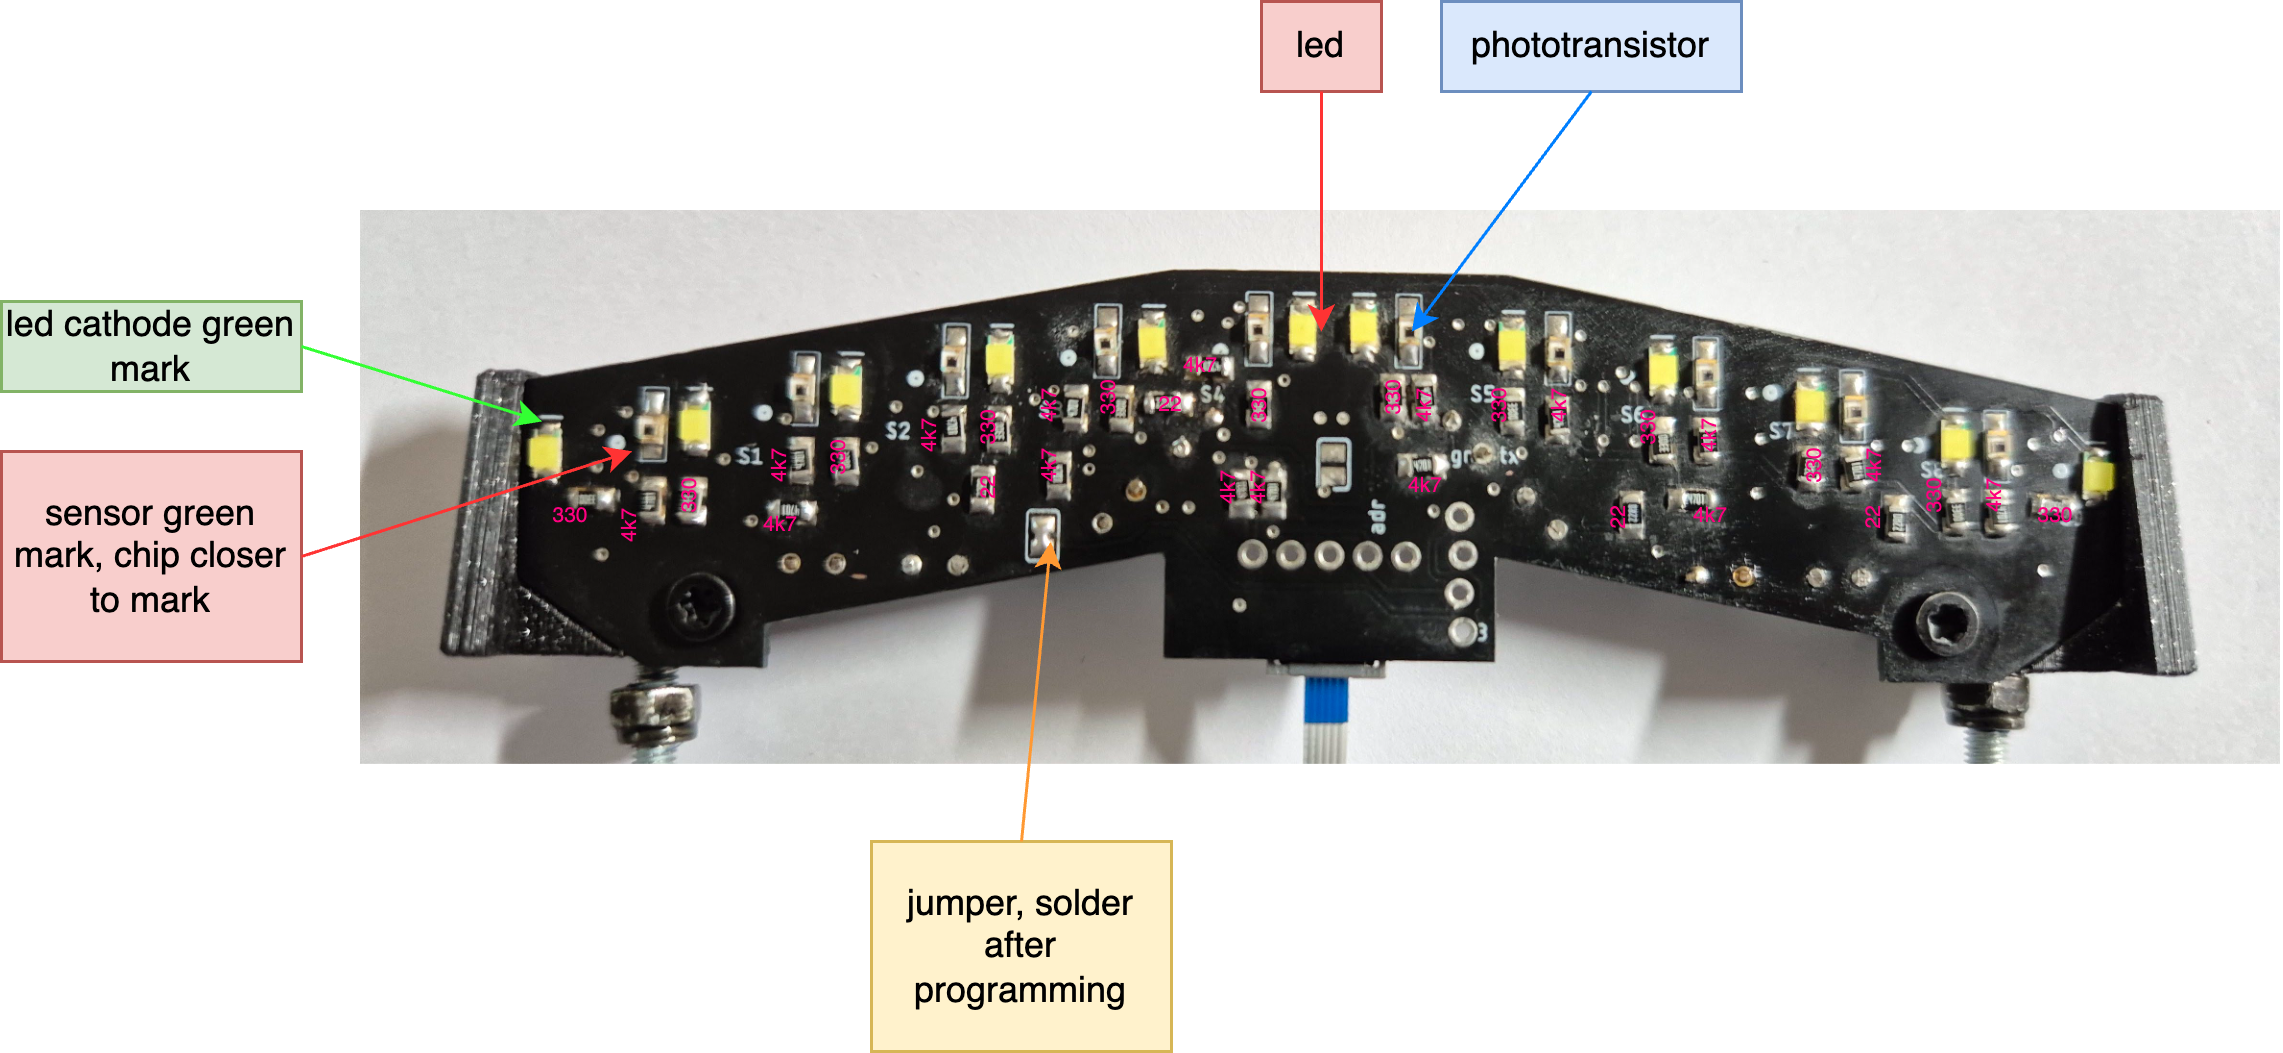 led
phototransistor
led cathode green
mark
sensor green
mark, chip closer
to mark
jumper, solder
after
programming
330
4k7
330
S1
4k7
330
4k7
S2
4k7
330
22
4k7
330
22
4k7
4k7
S4
330
4k7
4k7
330
4k7
4k7
adr
S5
330
4k7
tx
S6
330
4k7
22
4k7
S7
330
4k7
22
S8
330
4k7
330
3